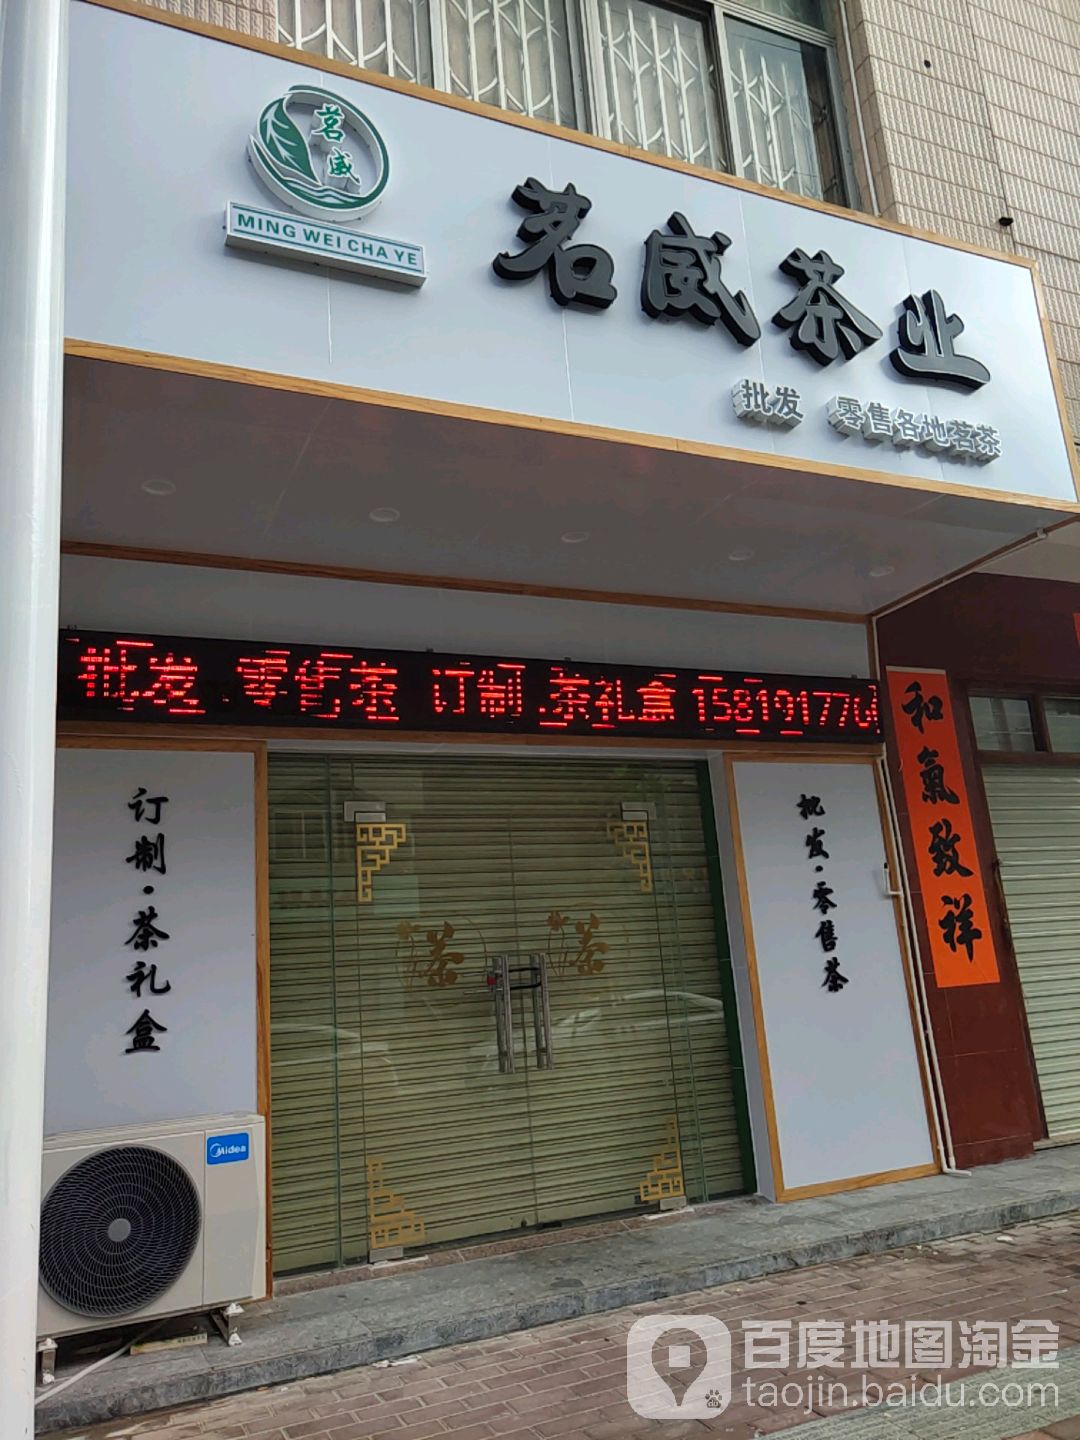 茗威
MING WEI CHA YE
茗威茶业
批发 零售各地茗茶
批发 零售茶 订制.茶礼盒 1581917706
订制·茶礼盒
批发·零售茶
和氣致祥
茶 茶
Midea
百度地图淘金
taojin.baidu.com